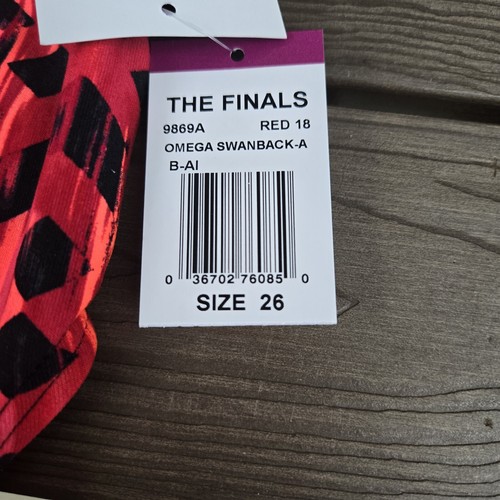 THE FINALS
9869A RED 18
OMEGA SWANBACK-A
B-AI
0 36702 76085 0
SIZE 26